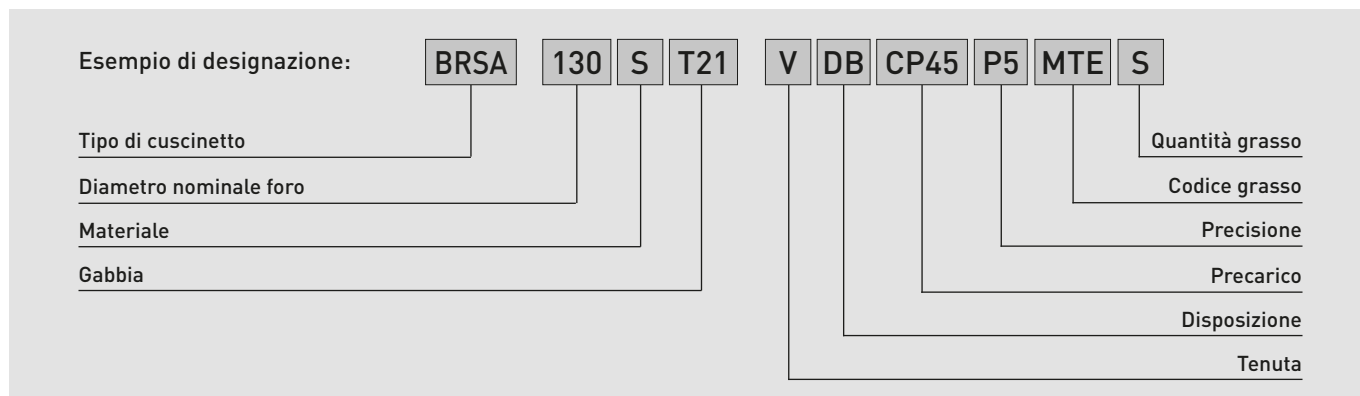 Esempio di designazione: BRSA 130 S T21 V DB CP45 P5 MTE S
Tipo di cuscinetto
Quantità grasso
Diametro nominale foro
Codice grasso
Materiale
Precisione
Gabbia
Precarico
Disposizione
Tenuta